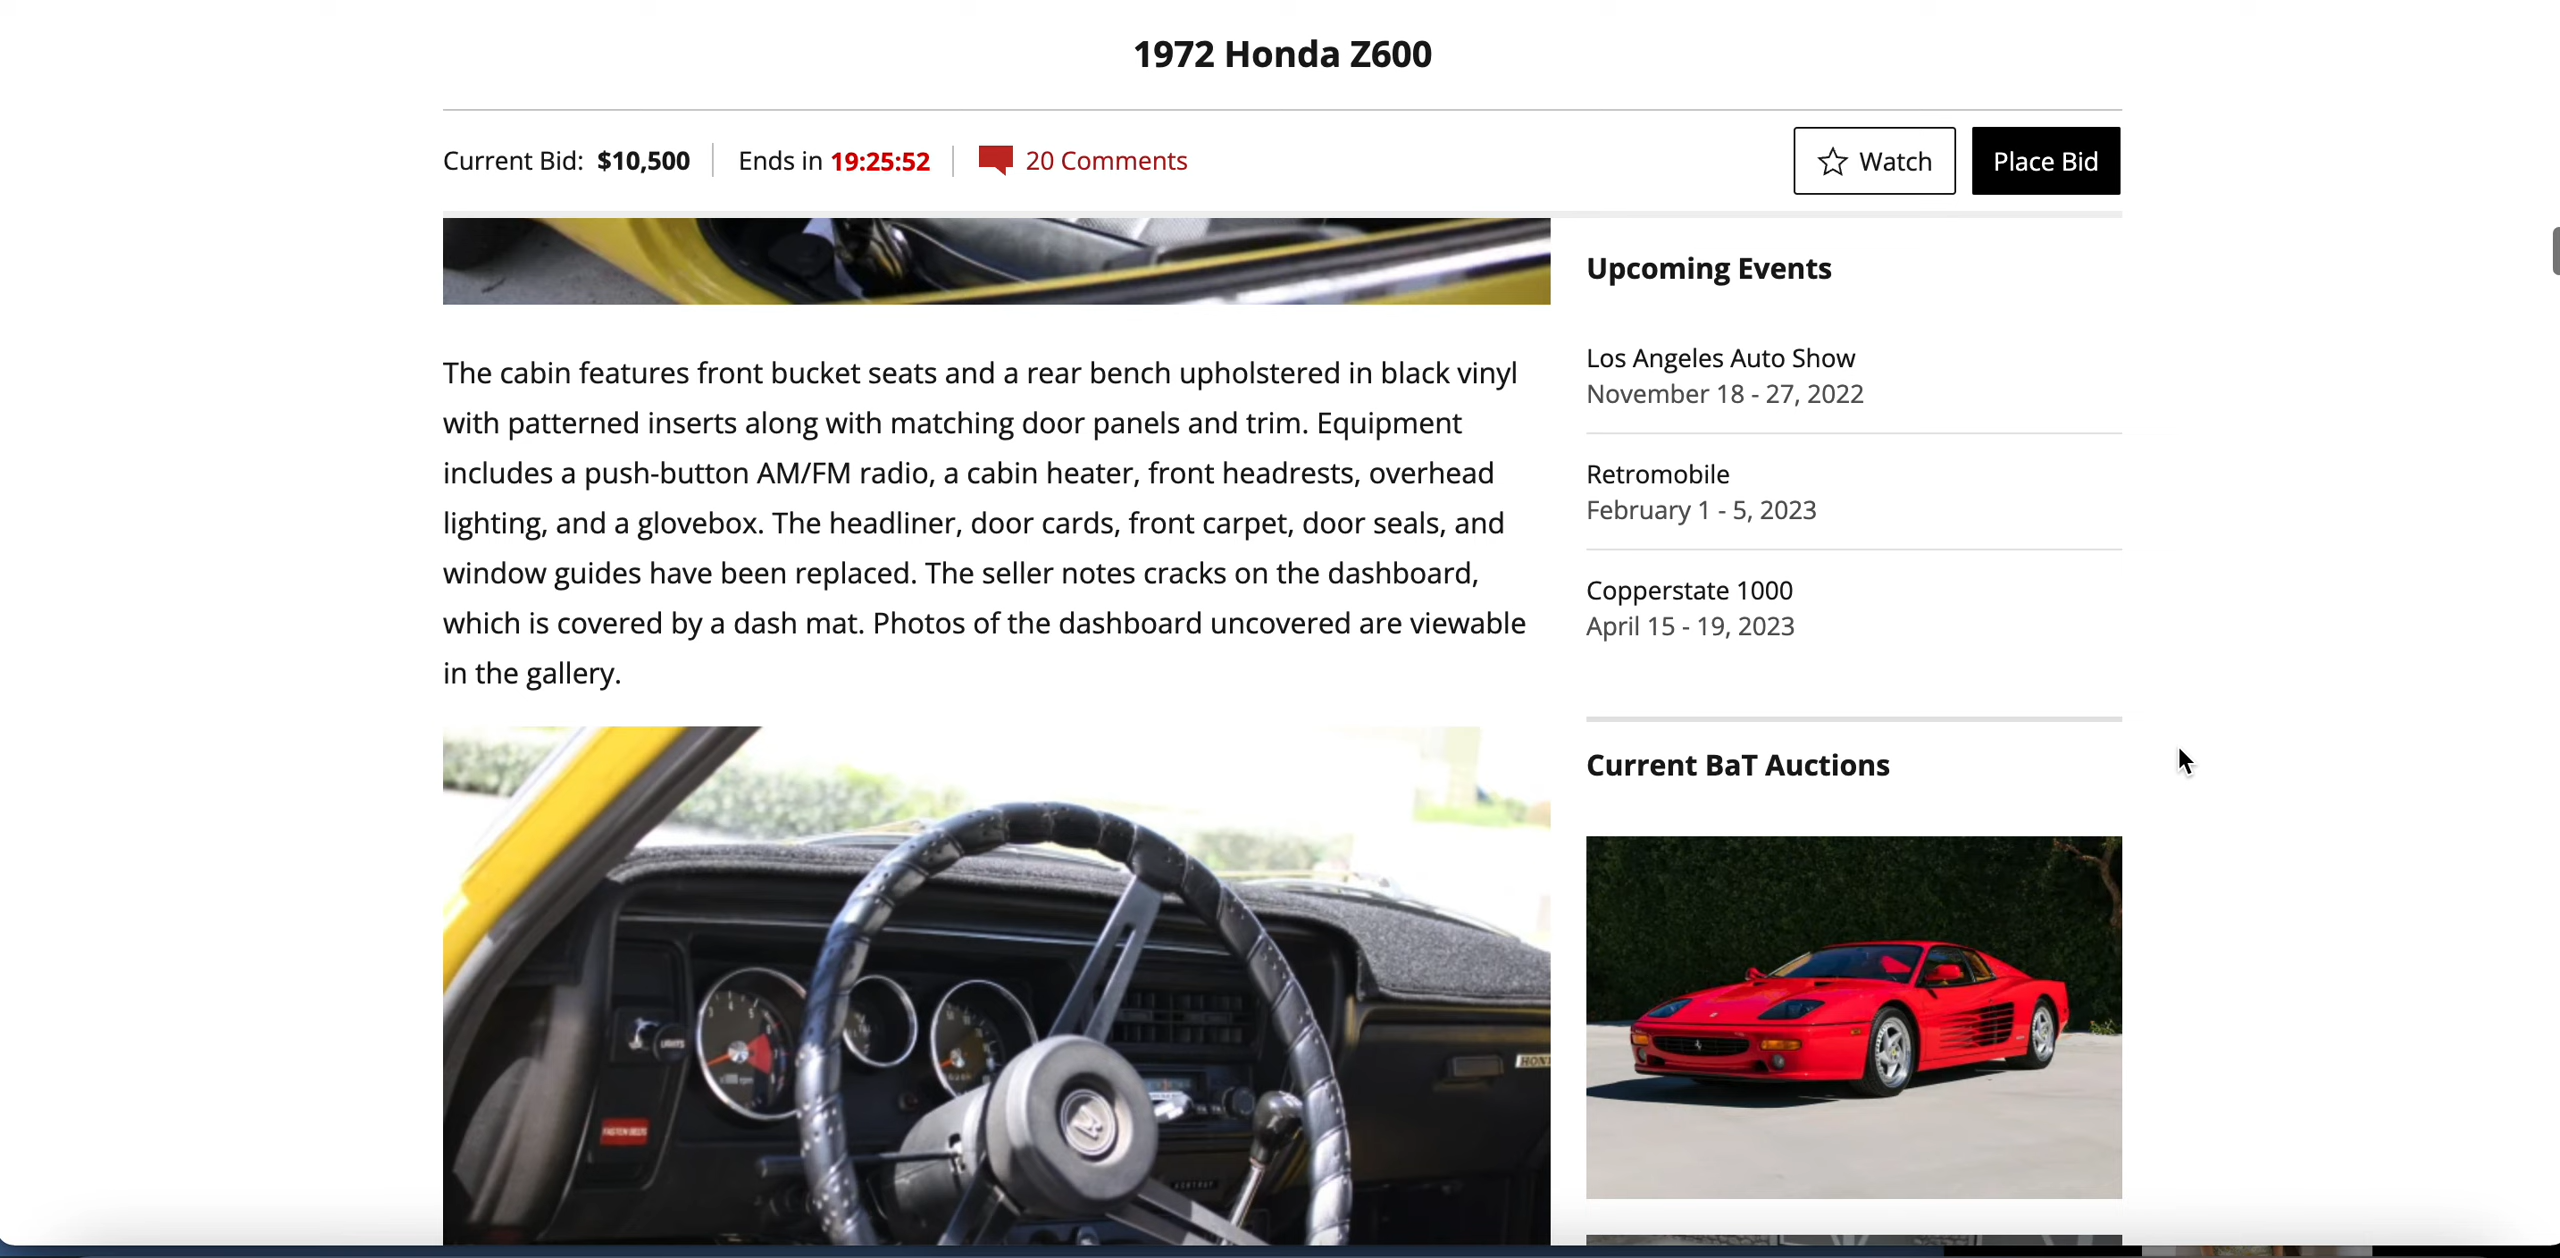 1972 Honda Z600
Current Bid: $10,500
Ends in 19:25:52
20 Comments
Watch
Place Bid
The cabin features front bucket seats and a rear bench upholstered in black vinyl
with patterned inserts along with matching door panels and trim. Equipment
includes a push-button AM/FM radio, a cabin heater, front headrests, overhead
lighting, and a glovebox. The headliner, door cards, front carpet, door seals, and
window guides have been replaced. The seller notes cracks on the dashboard,
which is covered by a dash mat. Photos of the dashboard uncovered are viewable
in the gallery.
LIGHTS
FASTEN BELTS
Upcoming Events
Los Angeles Auto Show
November 18 - 27, 2022
Retromobile
February 1 - 5, 2023
Copperstate 1000
April 15 - 19, 2023
Current BaT Auctions